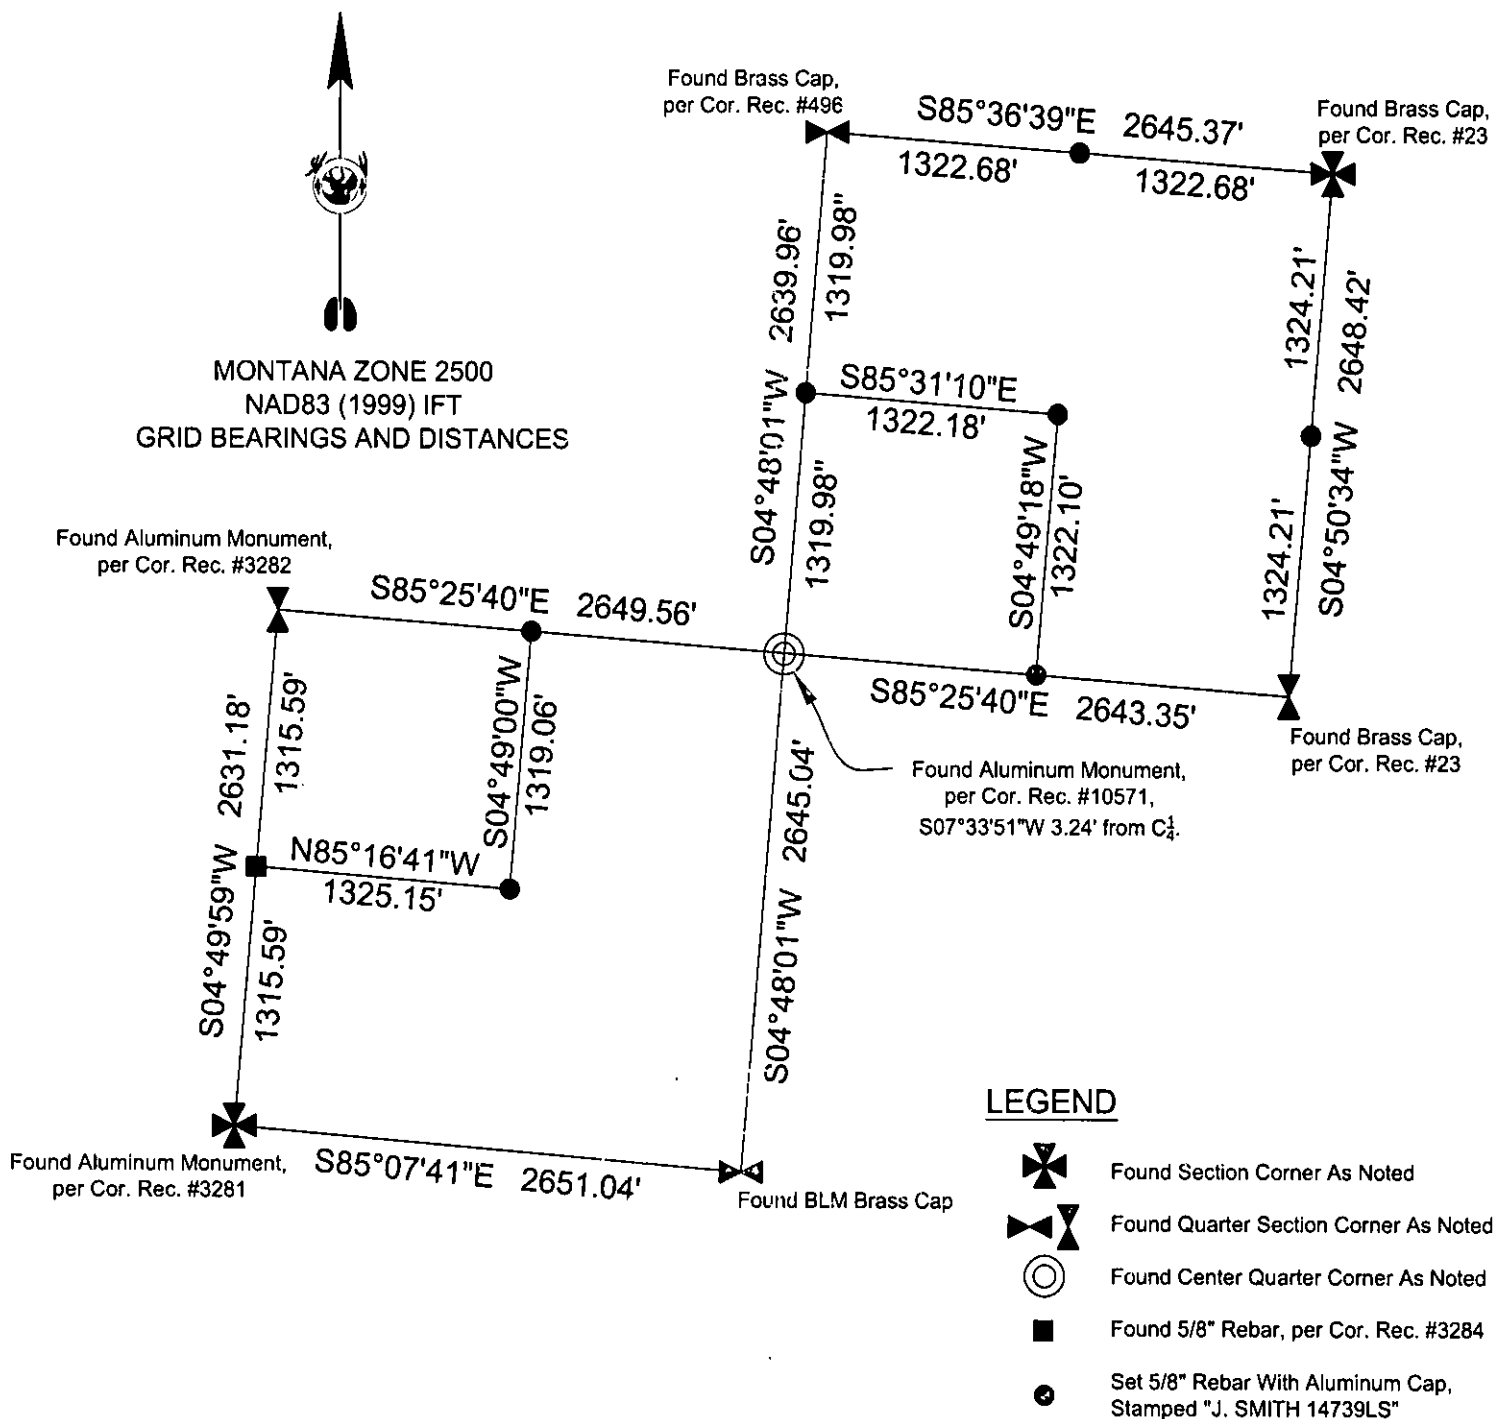 Found Brass Cap,
per Cor. Rec. #496
S85°36'39"E 2645.37'
1322.68'
1322.68'
Found Brass Cap,
per Cor. Rec. #23
MONTANA ZONE 2500
NAD83 (1999) IFT
GRID BEARINGS AND DISTANCES
S04°48'01"W 2639.96'
1319.98"
1319.98"
S85°31'10"E
1322.18'
S04°49'18"W
1322.10'
1324.21'
1324.21'
S04°50'34"W 2648.42'
Found Aluminum Monument,
per Cor. Rec. #3282
S85°25'40"E 2649.56'
S85°25'40"E 2643.35'
Found Brass Cap,
per Cor. Rec. #23
Found Aluminum Monument,
per Cor. Rec. #10571,
S07°33'51"W 3.24' from C¼.
S04°49'59"W 2631.18'
1315.59'
1315.59'
S04°49'00"W
1319.06'
N85°16'41"W
1325.15'
S04°48'01"W 2645.04'
Found Aluminum Monument,
per Cor. Rec. #3281
S85°07'41"E 2651.04'
Found BLM Brass Cap
LEGEND
Found Section Corner As Noted
Found Quarter Section Corner As Noted
Found Center Quarter Corner As Noted
Found 5/8" Rebar, per Cor. Rec. #3284
Set 5/8" Rebar With Aluminum Cap,
Stamped "J. SMITH 14739LS"